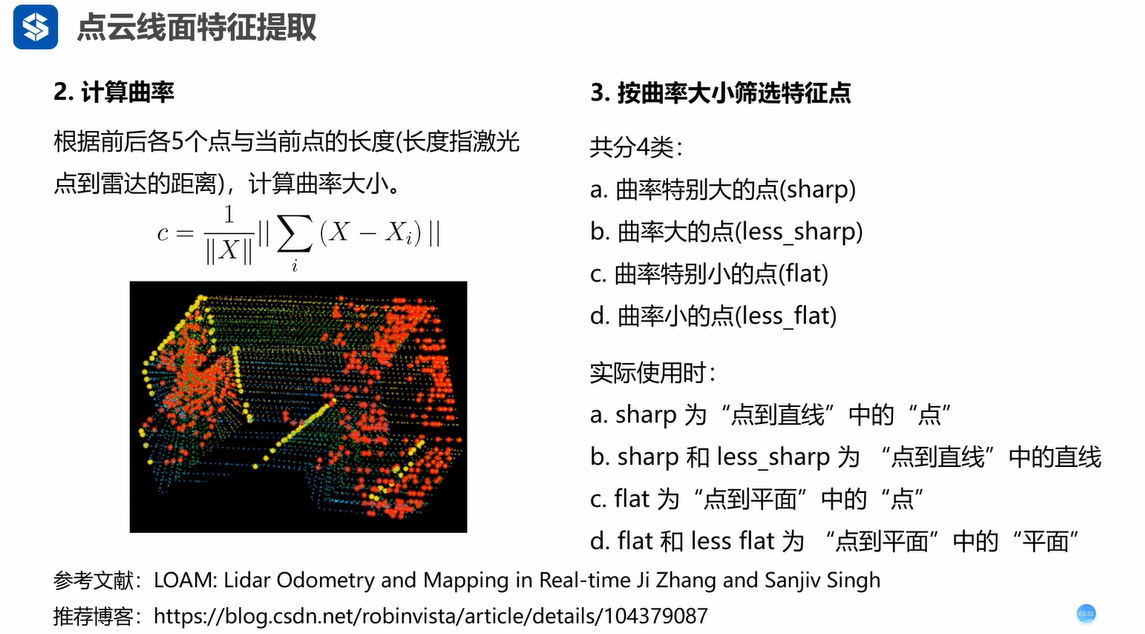 点云线面特征提取
2. 计算曲率
根据前后各5个点与当前点的长度(长度指激光
点到雷达的距离)，计算曲率大小。
c = \frac{1}{\|X\|} || \sum_{i} (X - X_i) ||
3. 按曲率大小筛选特征点
共分4类：
a. 曲率特别大的点(sharp)
b. 曲率大的点(less_sharp)
c. 曲率特别小的点(flat)
d. 曲率小的点(less_flat)
实际使用时：
a. sharp 为“点到直线”中的“点”
b. sharp 和 less_sharp 为 “点到直线”中的直线
c. flat 为“点到平面”中的“点”
d. flat 和 less flat 为 “点到平面”中的“平面”
参考文献：LOAM: Lidar Odometry and Mapping in Real-time Ji Zhang and Sanjiv Singh
推荐博客：https://blog.csdn.net/robinvista/article/details/104379087